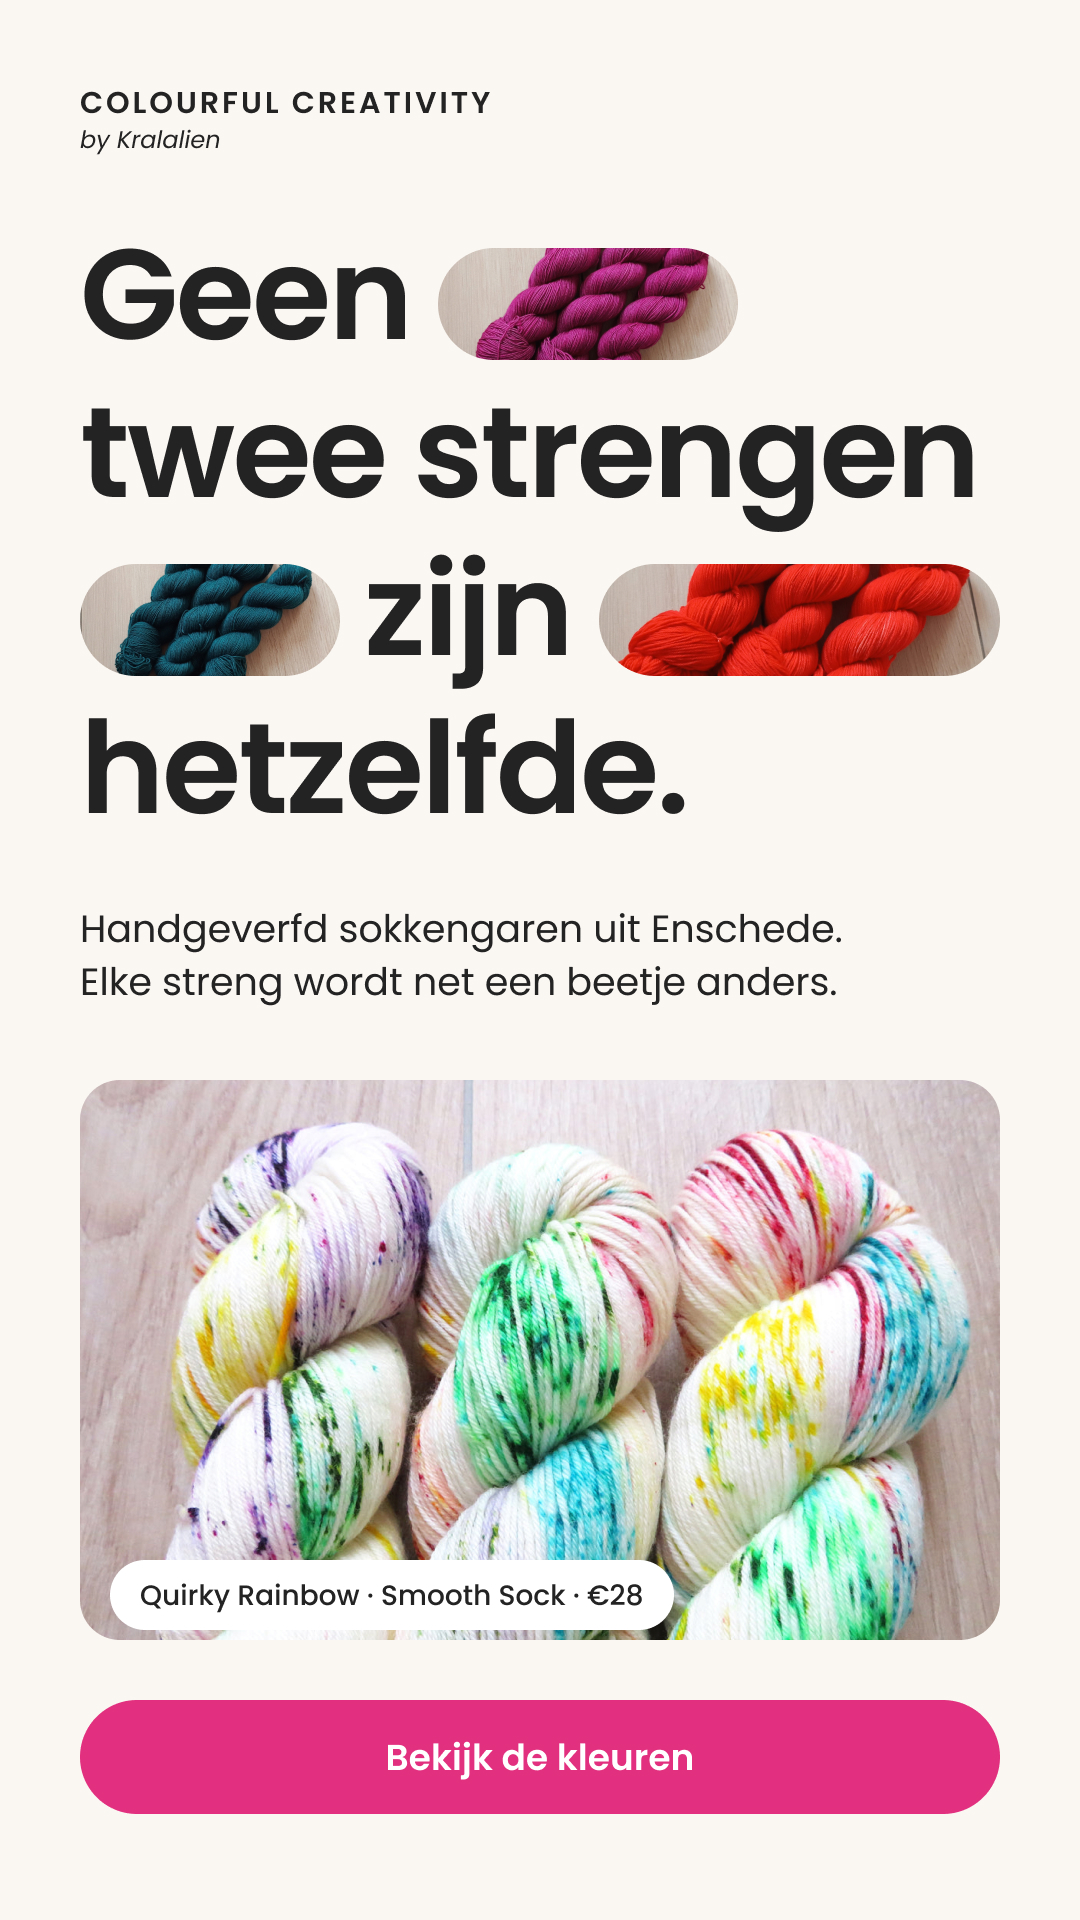 COLOURFUL CREATIVITY
by Kralalien
Geen
twee strengen
zijn
hetzelfde.
Handgeverfd sokkengaren uit Enschede.
Elke streng wordt net een beetje anders.
Quirky Rainbow · Smooth Sock · €28
Bekijk de kleuren